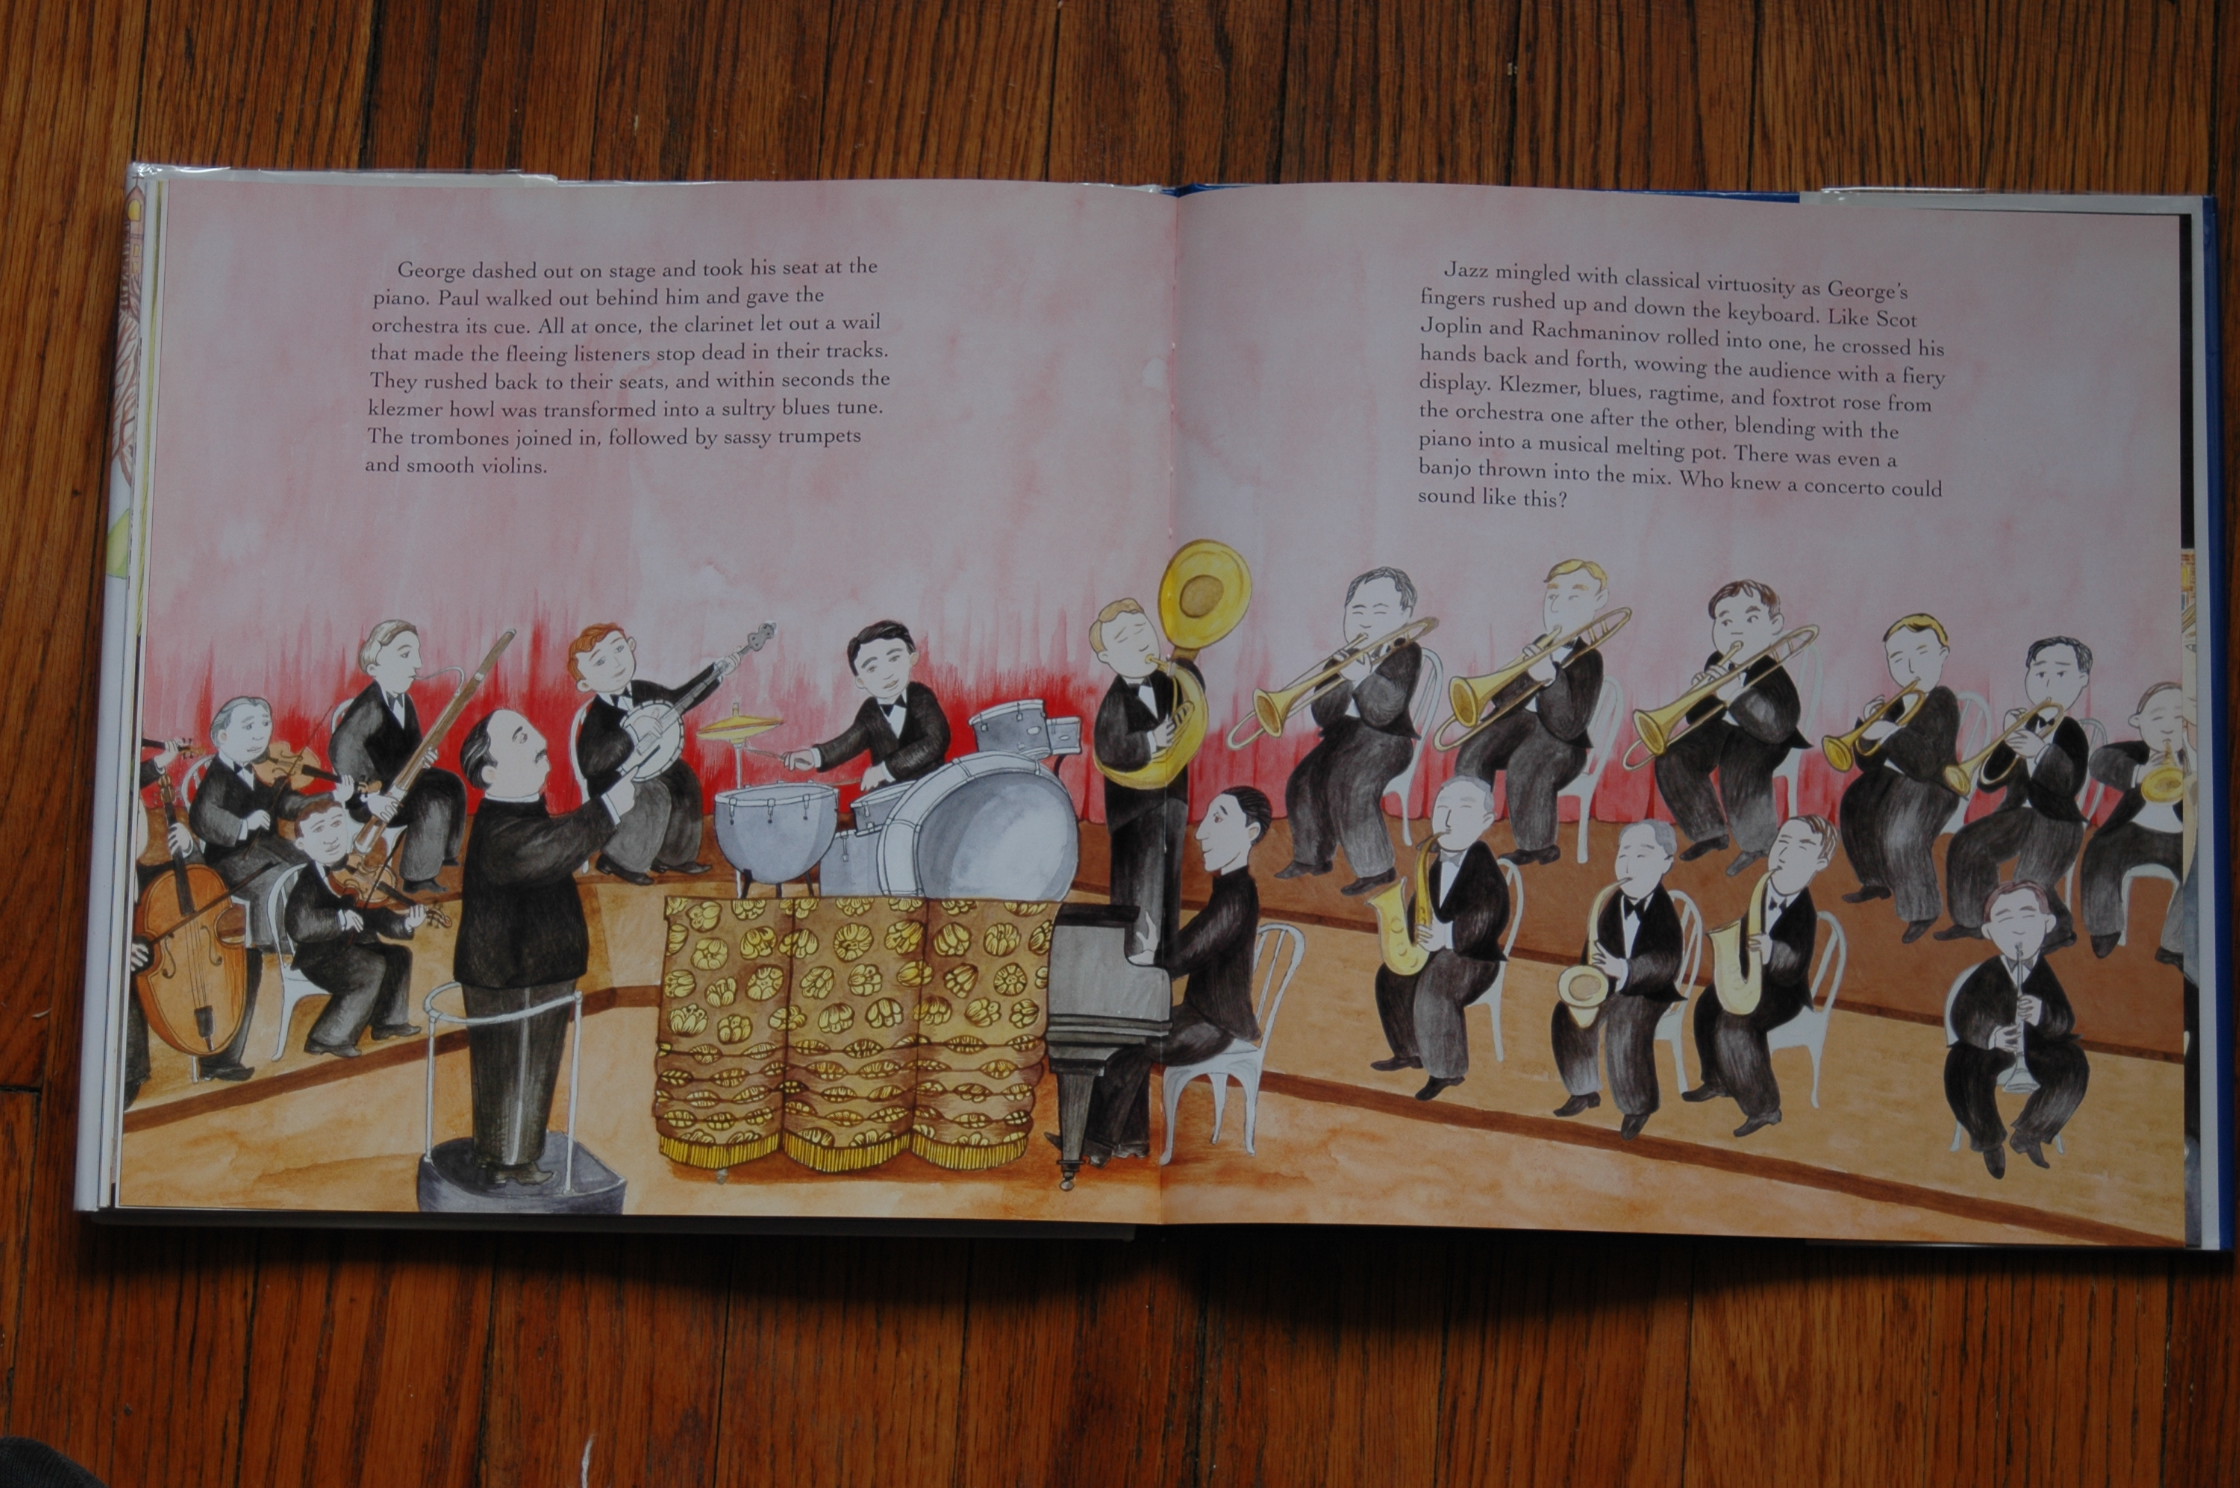 George dashed out on stage and took his seat at the
piano. Paul walked out behind him and gave the
orchestra its cue. All at once, the clarinet let out a wail
that made the fleeing listeners stop dead in their tracks.
They rushed back to their seats, and within seconds the
klezmer howl was transformed into a sultry blues tune.
The trombones joined in, followed by sassy trumpets
and smooth violins.
Jazz mingled with classical virtuosity as George's
fingers rushed up and down the keyboard. Like Scot
Joplin and Rachmaninov rolled into one, he crossed his
hands back and forth, wowing the audience with a fiery
display. Klezmer, blues, ragtime, and foxtrot rose from
the orchestra one after the other, blending with the
piano into a musical melting pot. There was even a
banjo thrown into the mix. Who knew a concerto could
sound like this?